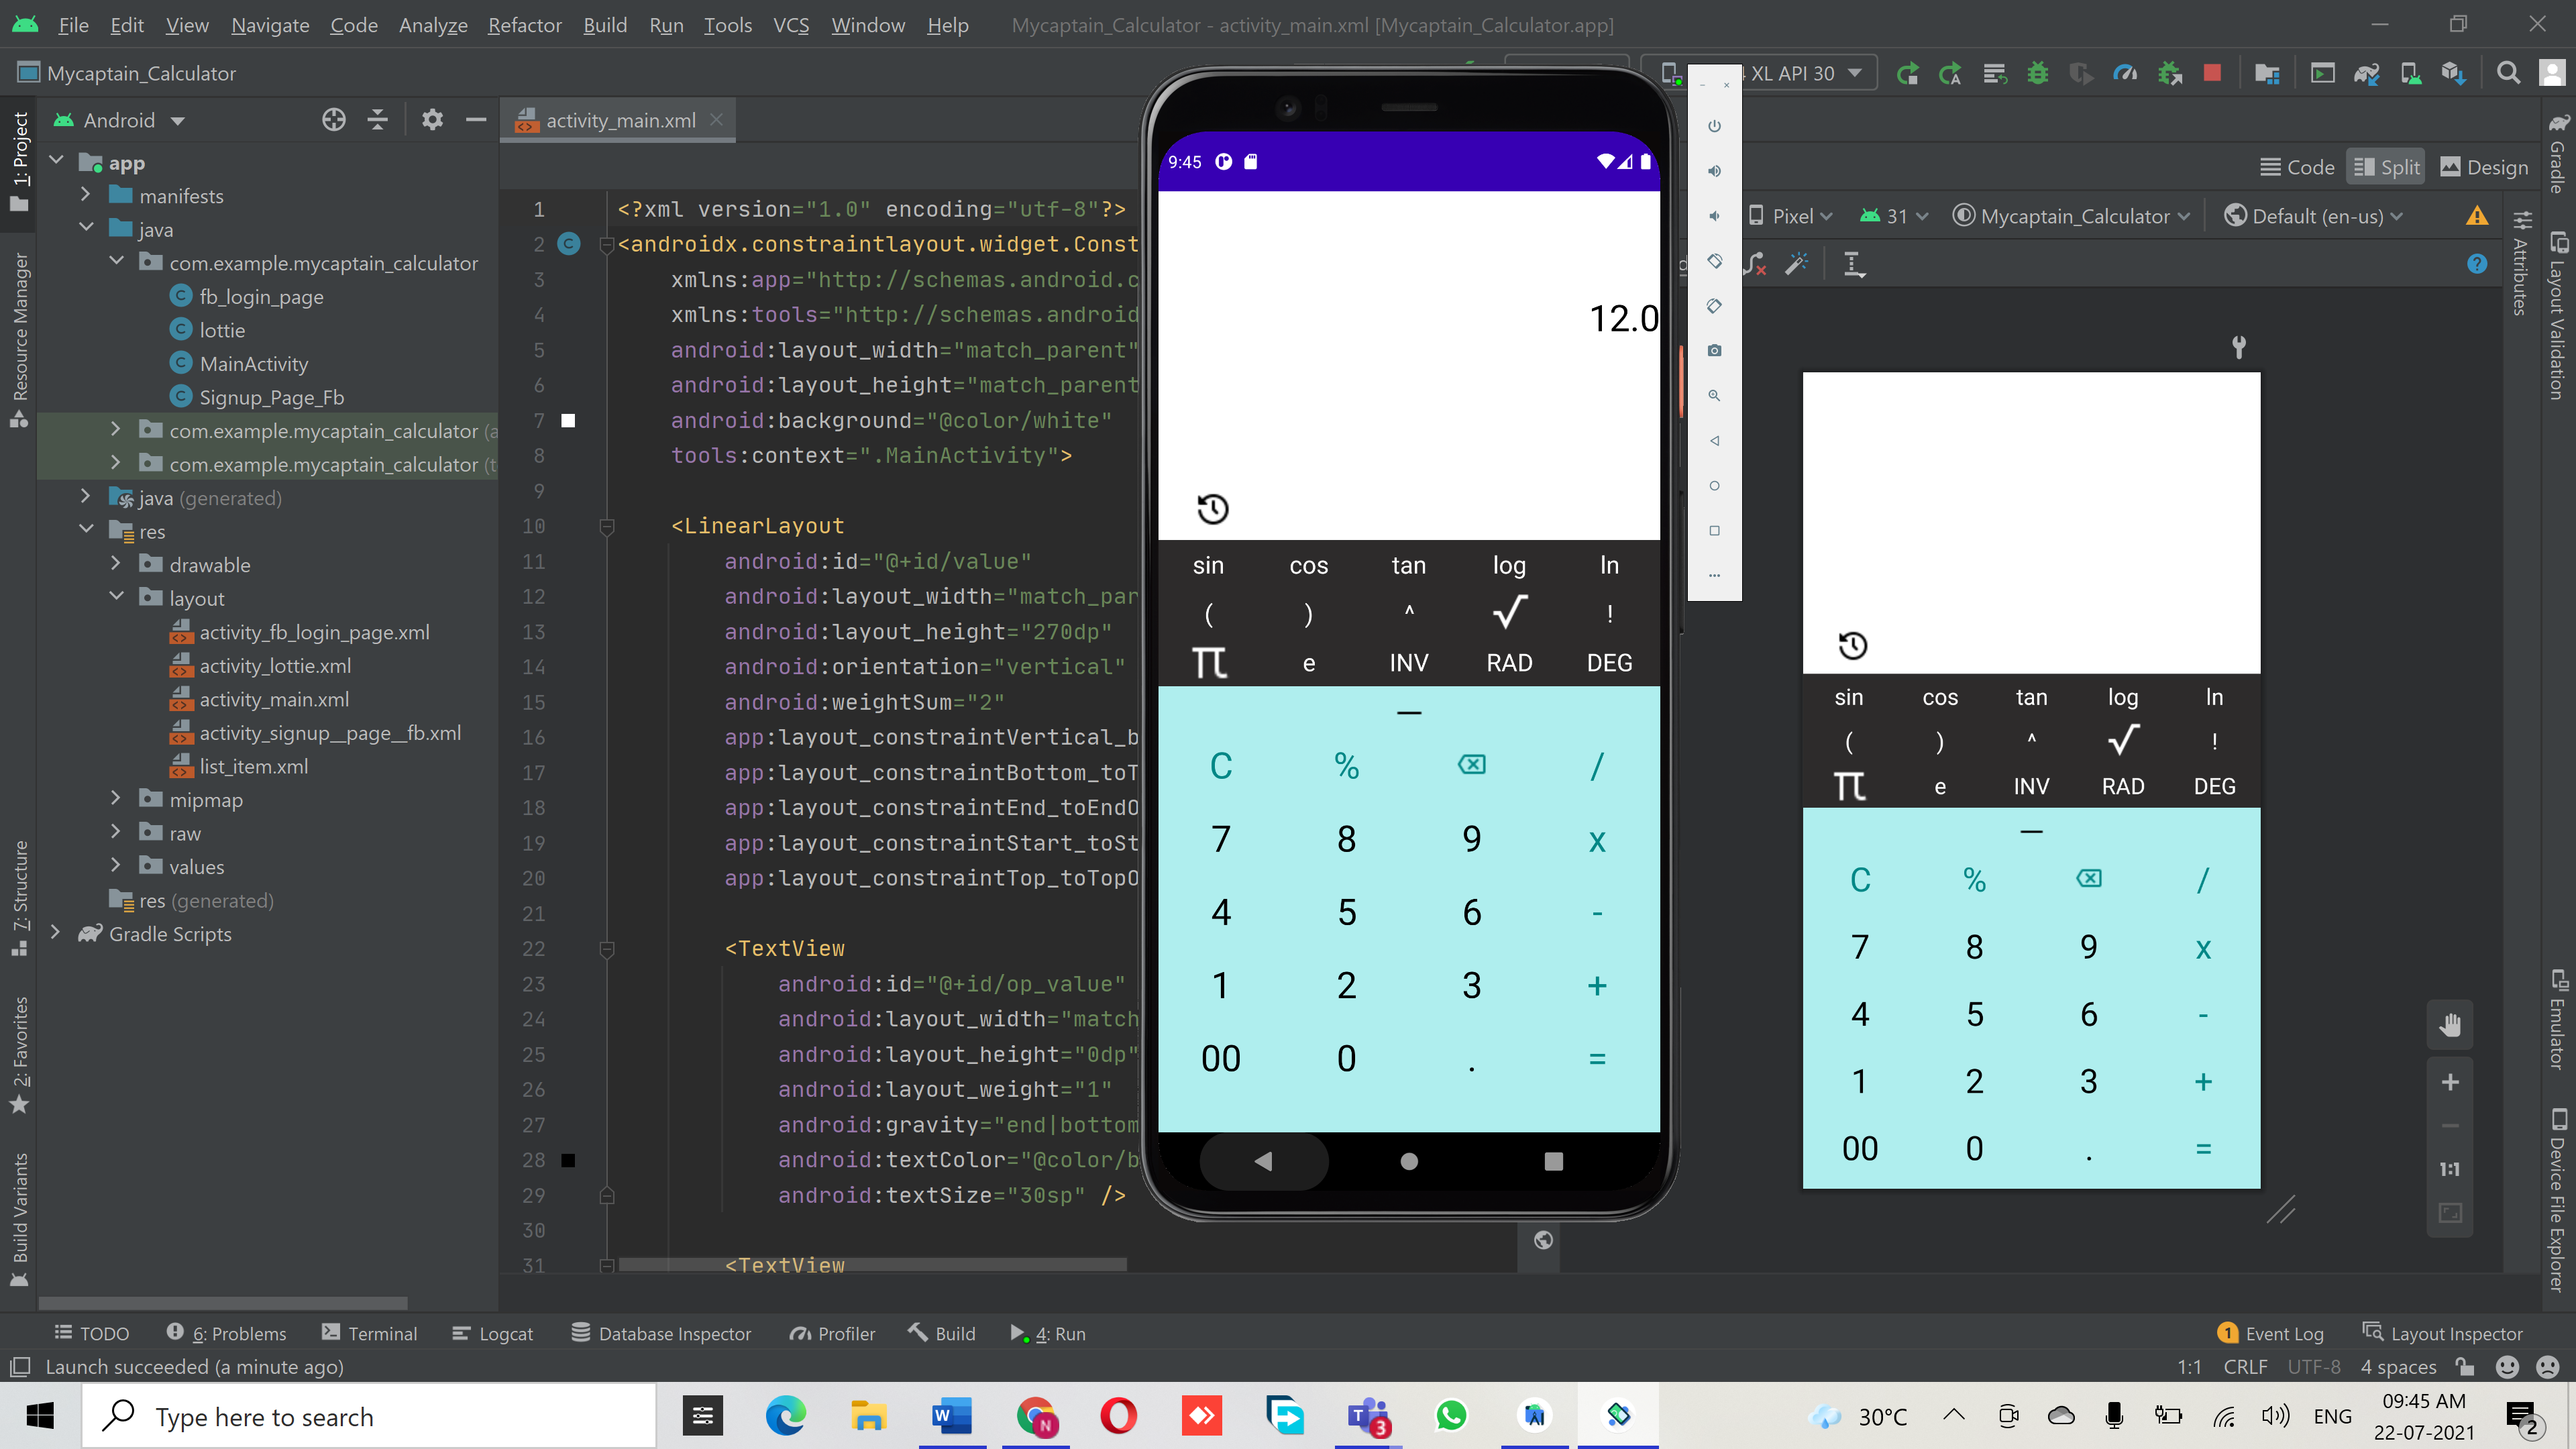 File Edit View Navigate Code Analyze Refactor Build Run Tools VCS Window Help Mycaptain_Calculator - activity_main.xml [Mycaptain_Calculator.app]
Mycaptain_Calculator
XL API 30
Android
activity_main.xml
Code Split Design
Pixel 31 Mycaptain_Calculator Default (en-us)
1: Project
Resource Manager
7: Structure
2: Favorites
Build Variants
app
manifests
java
com.example.mycaptain_calculator
fb_login_page
lottie
MainActivity
Signup_Page_Fb
com.example.mycaptain_calculator (a
com.example.mycaptain_calculator (t
java (generated)
res
drawable
layout
activity_fb_login_page.xml
activity_lottie.xml
activity_main.xml
activity_signup__page__fb.xml
list_item.xml
mipmap
raw
values
res (generated)
Gradle Scripts
1 <?xml version="1.0" encoding="utf-8"?>
2 <androidx.constraintlayout.widget.Const
3 xmlns:app="http://schemas.android.c
4 xmlns:tools="http://schemas.android
5 android:layout_width="match_parent"
6 android:layout_height="match_parent
7 android:background="@color/white"
8 tools:context=".MainActivity">
9
10 <LinearLayout
11 android:id="@+id/value"
12 android:layout_width="match_par
13 android:layout_height="270dp"
14 android:orientation="vertical"
15 android:weightSum="2"
16 app:layout_constraintVertical_b
17 app:layout_constraintBottom_toT
18 app:layout_constraintEnd_toEndO
19 app:layout_constraintStart_toSt
20 app:layout_constraintTop_toTopO
21
22 <TextView
23 android:id="@+id/op_value"
24 android:layout_width="match
25 android:layout_height="0dp"
26 android:layout_weight="1"
27 android:gravity="end|bottom
28 android:textColor="@color/b
29 android:textSize="30sp" />
30
31 <TextView
9:45
12.0
sin cos tan log ln
( ) ^ √ !
π e INV RAD DEG
C % /
7 8 9 x
4 5 6 -
1 2 3 +
00 0 . =
sin cos tan log ln
( ) ^ √ !
π e INV RAD DEG
C % /
7 8 9 x
4 5 6 -
1 2 3 +
00 0 . =
1:1
Gradle
Layout Validation
Attributes
Emulator
Device File Explorer
TODO 6: Problems Terminal Logcat Database Inspector Profiler Build 4: Run 1 Event Log Layout Inspector
Launch succeeded (a minute ago) 1:1 CRLF UTF-8 4 spaces
Type here to search
W
N
T 3
30°C
ENG
09:45 AM
22-07-2021
2